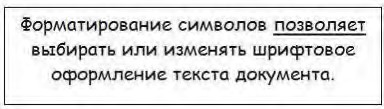 Форматирование символов позволяет
выбирать или изменять шрифтовое
оформление текста документа.